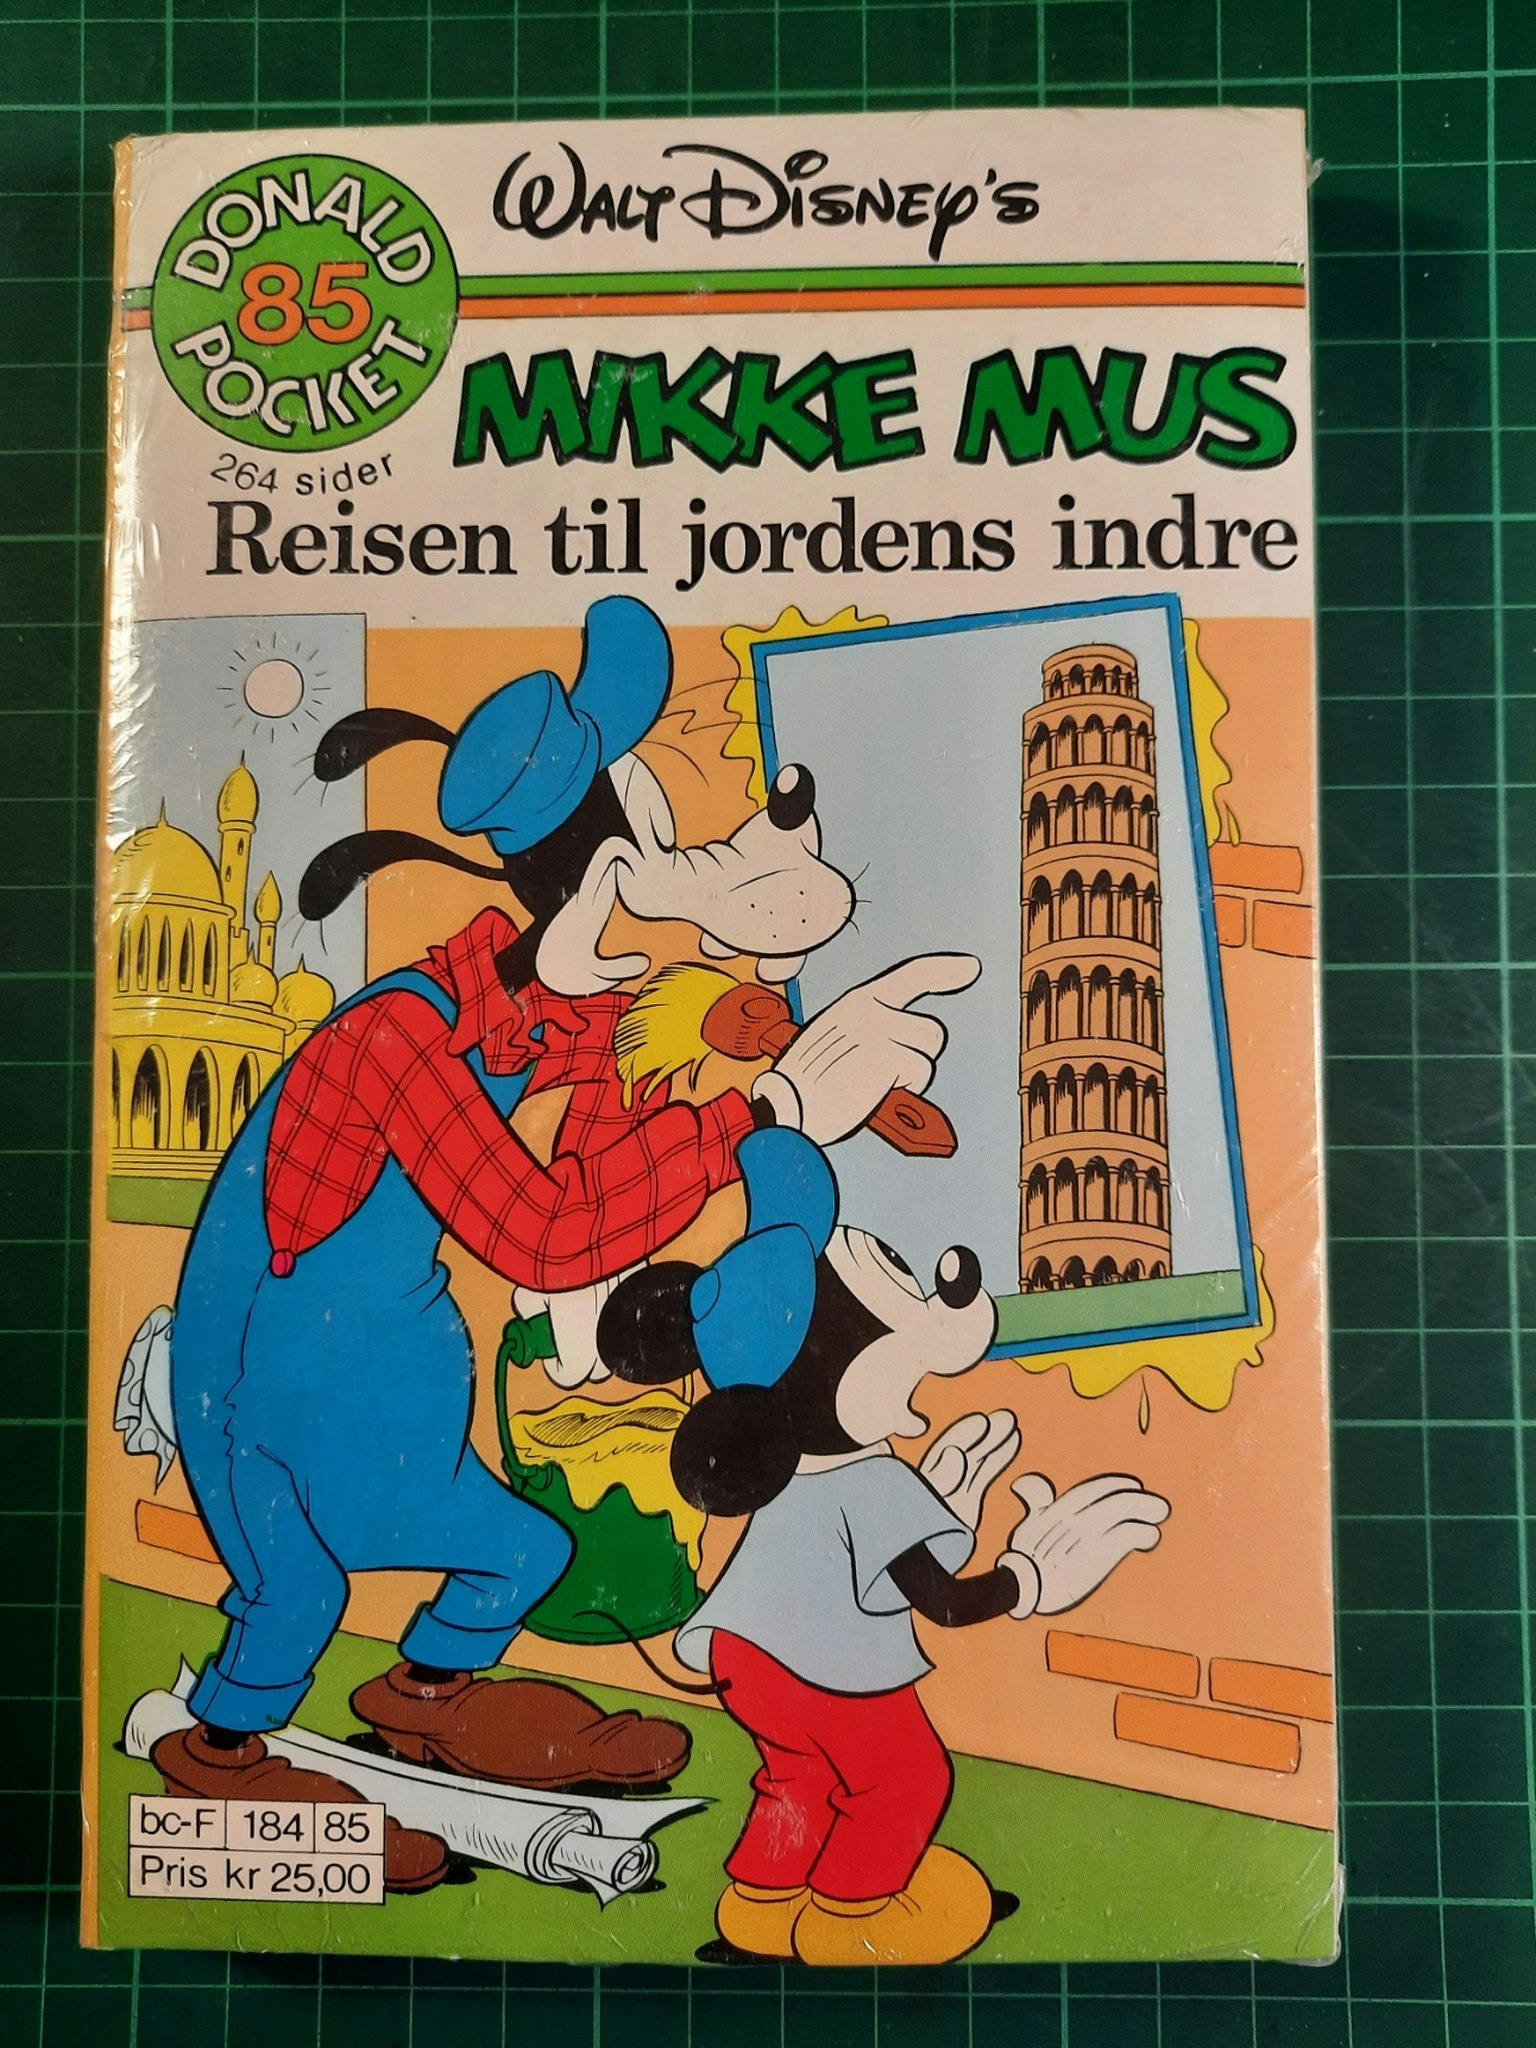 WALT DISNEY'S
DONALD
85
POCKET
264 sider
MIKKE MUS
Reisen til jordens indre
bc-F 184 85
Pris kr 25,00